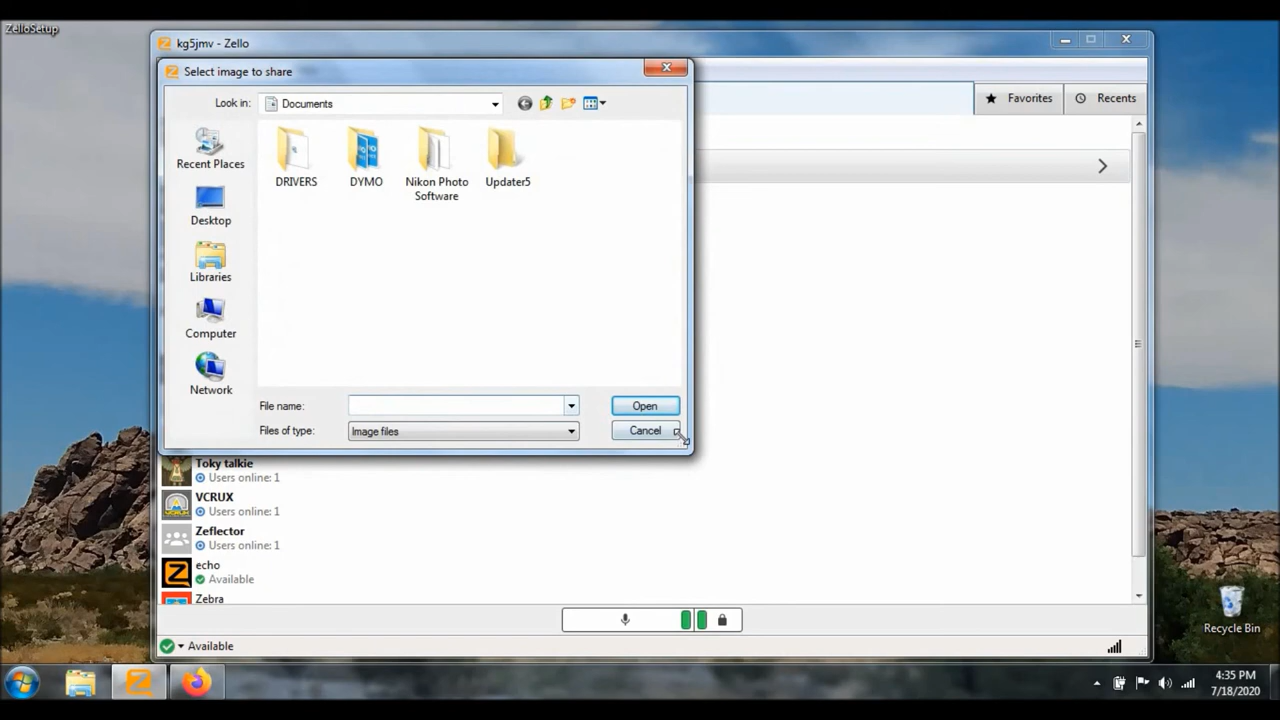 ZelloSetup
kg5jmv - Zello
Select image to share
Look in:
Documents
Favorites
Recents
Recent Places
Desktop
Libraries
Computer
Network
DRIVERS
DYMO
Nikon Photo
Software
Updater5
File name:
Open
Files of type:
Image files
Cancel
Toky talkie
Users online: 1
VCRUX
Users online: 1
Zeflector
Users online: 1
echo
Available
Zebra
Available
Recycle Bin
4:35 PM
7/18/2020